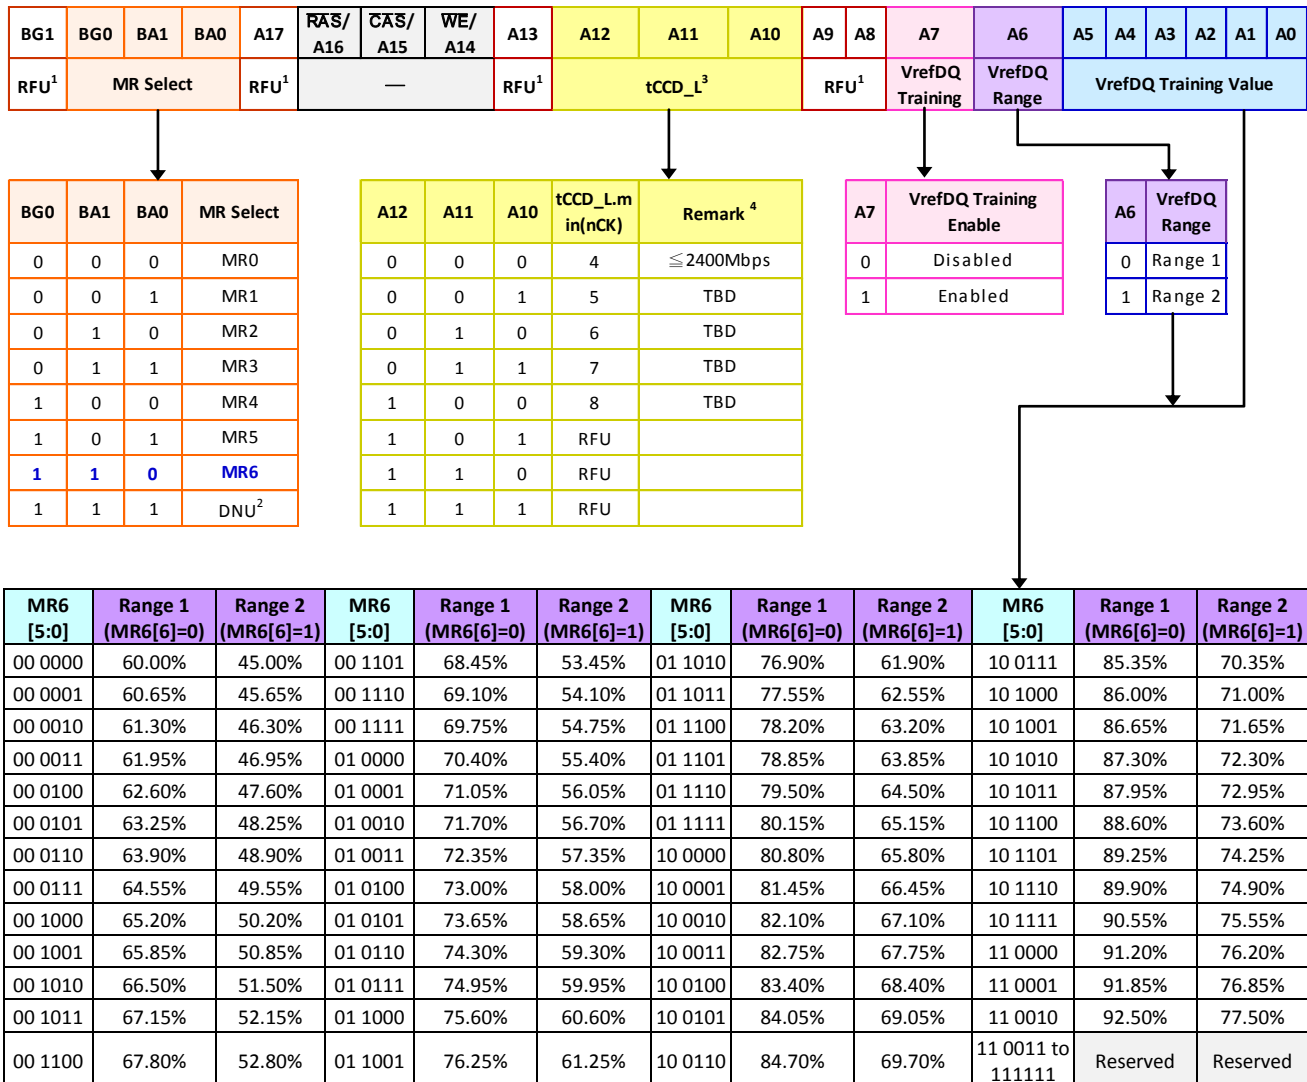 BG1 BG0 BA1 BA0 A17 RAS/ A16 CAS/ A15 WE/ A14 A13 A12 A11 A10 A9 A8 A7 A6 A5 A4 A3 A2 A1 A0
RFU1 MR Select RFU1 — RFU1 tCCD_L3 RFU1 VrefDQ Training VrefDQ Range VrefDQ Training Value
BG0 BA1 BA0 MR Select
0 0 0 MR0
0 0 1 MR1
0 1 0 MR2
0 1 1 MR3
1 0 0 MR4
1 0 1 MR5
1 1 0 MR6
1 1 1 DNU2
A12 A11 A10 tCCD_L.min(nCK) Remark 4
0 0 0 4 ≦2400Mbps
0 0 1 5 TBD
0 1 0 6 TBD
0 1 1 7 TBD
1 0 0 8 TBD
1 0 1 RFU
1 1 0 RFU
1 1 1 RFU
A7 VrefDQ Training Enable
0 Disabled
1 Enabled
A6 VrefDQ Range
0 Range 1
1 Range 2
MR6 [5:0] Range 1 (MR6[6]=0) Range 2 (MR6[6]=1) MR6 [5:0] Range 1 (MR6[6]=0) Range 2 (MR6[6]=1) MR6 [5:0] Range 1 (MR6[6]=0) Range 2 (MR6[6]=1) MR6 [5:0] Range 1 (MR6[6]=0) Range 2 (MR6[6]=1)
00 0000 60.00% 45.00% 00 1101 68.45% 53.45% 01 1010 76.90% 61.90% 10 0111 85.35% 70.35%
00 0001 60.65% 45.65% 00 1110 69.10% 54.10% 01 1011 77.55% 62.55% 10 1000 86.00% 71.00%
00 0010 61.30% 46.30% 00 1111 69.75% 54.75% 01 1100 78.20% 63.20% 10 1001 86.65% 71.65%
00 0011 61.95% 46.95% 01 0000 70.40% 55.40% 01 1101 78.85% 63.85% 10 1010 87.30% 72.30%
00 0100 62.60% 47.60% 01 0001 71.05% 56.05% 01 1110 79.50% 64.50% 10 1011 87.95% 72.95%
00 0101 63.25% 48.25% 01 0010 71.70% 56.70% 01 1111 80.15% 65.15% 10 1100 88.60% 73.60%
00 0110 63.90% 48.90% 01 0011 72.35% 57.35% 10 0000 80.80% 65.80% 10 1101 89.25% 74.25%
00 0111 64.55% 49.55% 01 0100 73.00% 58.00% 10 0001 81.45% 66.45% 10 1110 89.90% 74.90%
00 1000 65.20% 50.20% 01 0101 73.65% 58.65% 10 0010 82.10% 67.10% 10 1111 90.55% 75.55%
00 1001 65.85% 50.85% 01 0110 74.30% 59.30% 10 0011 82.75% 67.75% 11 0000 91.20% 76.20%
00 1010 66.50% 51.50% 01 0111 74.95% 59.95% 10 0100 83.40% 68.40% 11 0001 91.85% 76.85%
00 1011 67.15% 52.15% 01 1000 75.60% 60.60% 10 0101 84.05% 69.05% 11 0010 92.50% 77.50%
00 1100 67.80% 52.80% 01 1001 76.25% 61.25% 10 0110 84.70% 69.70% 11 0011 to 111111 Reserved Reserved